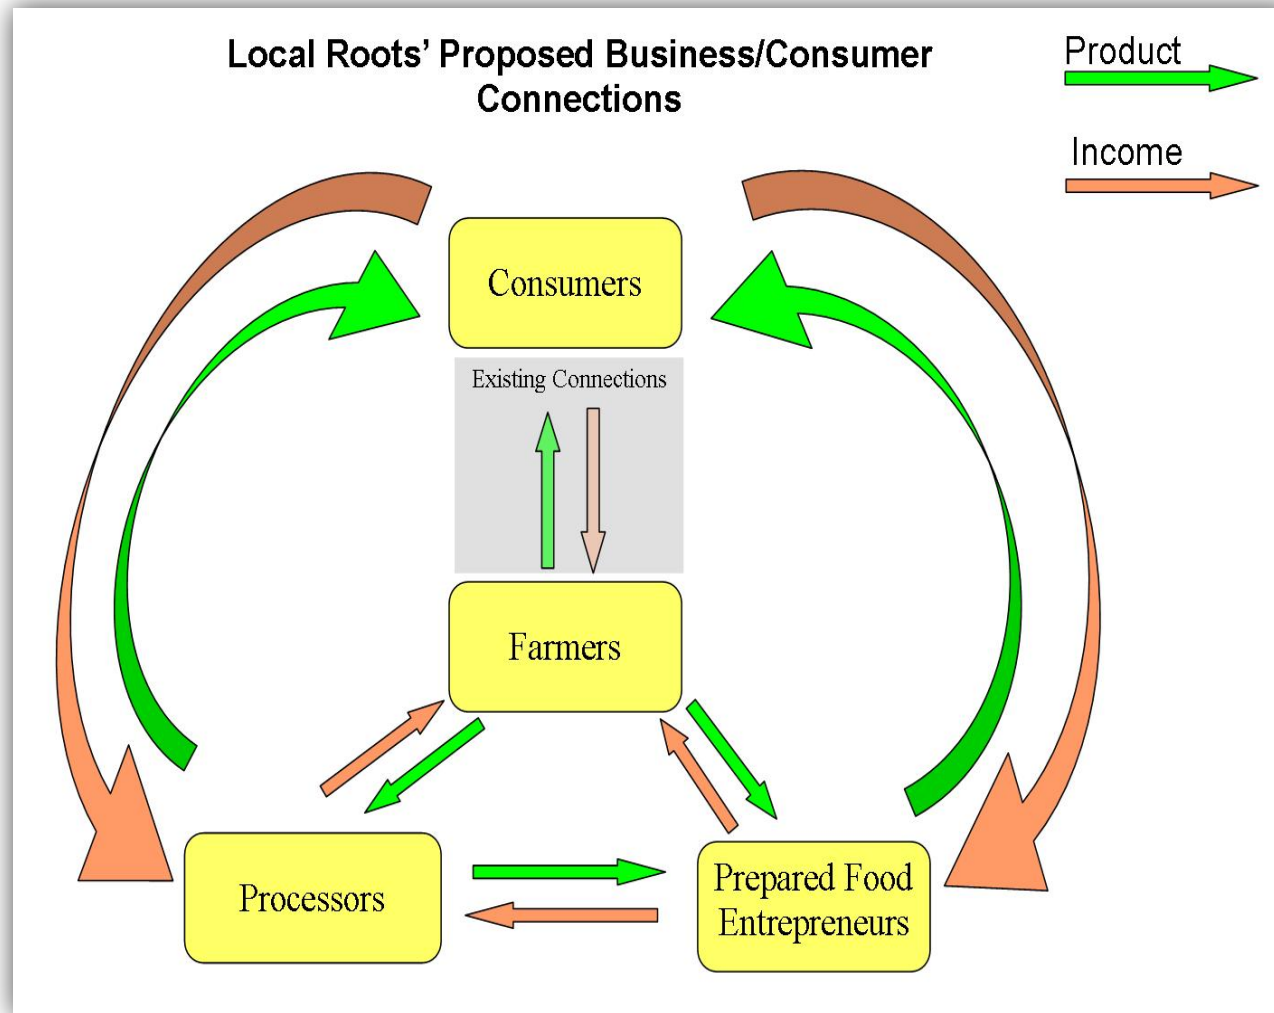 Local Roots’ Proposed Business/Consumer
Connections
Product
Income
Consumers
Existing Connections
Farmers
Processors
Prepared Food
Entrepreneurs